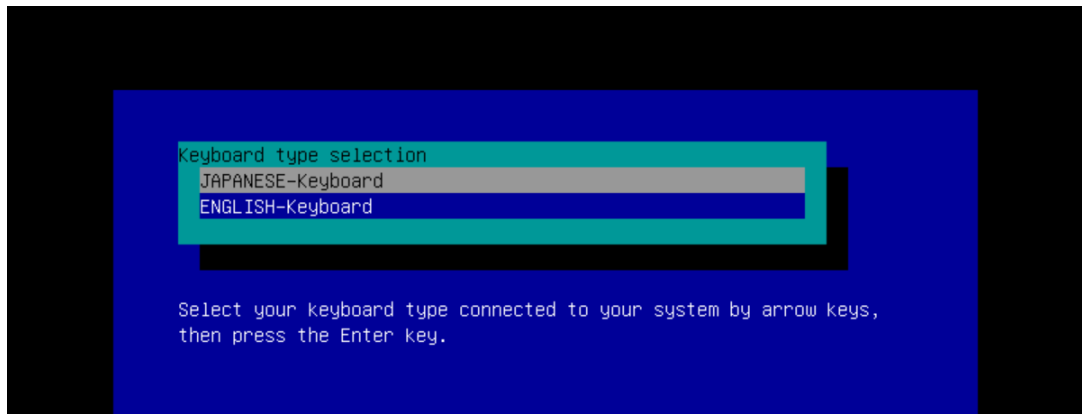 Keyboard type selection
JAPANESE-Keyboard
ENGLISH-Keyboard
Select your keyboard type connected to your system by arrow keys,
then press the Enter key.